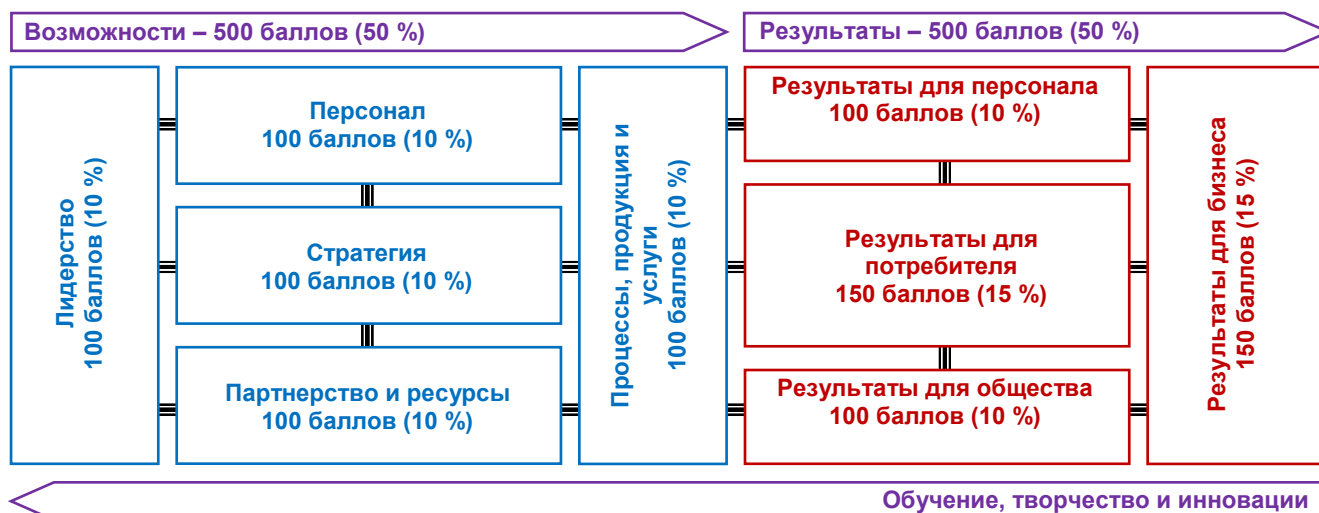 Возможности – 500 баллов (50 %)
Результаты – 500 баллов (50 %)
Лидерство
100 баллов (10 %)
Персонал
100 баллов (10 %)
Стратегия
100 баллов (10 %)
Партнерство и ресурсы
100 баллов (10 %)
Процессы, продукция и
услуги
100 баллов (10 %)
Результаты для персонала
100 баллов (10 %)
Результаты для
потребителя
150 баллов (15 %)
Результаты для общества
100 баллов (10 %)
Результаты для бизнеса
150 баллов (15 %)
Обучение, творчество и инновации